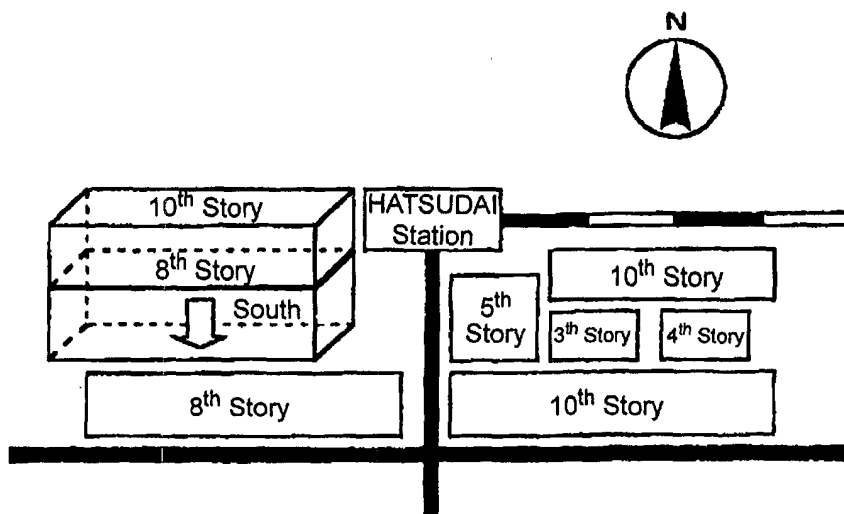 N
10th Story
HATSUDAI
Station
8th Story
10th Story
South
5th
Story
3th Story
4th Story
8th Story
10th Story